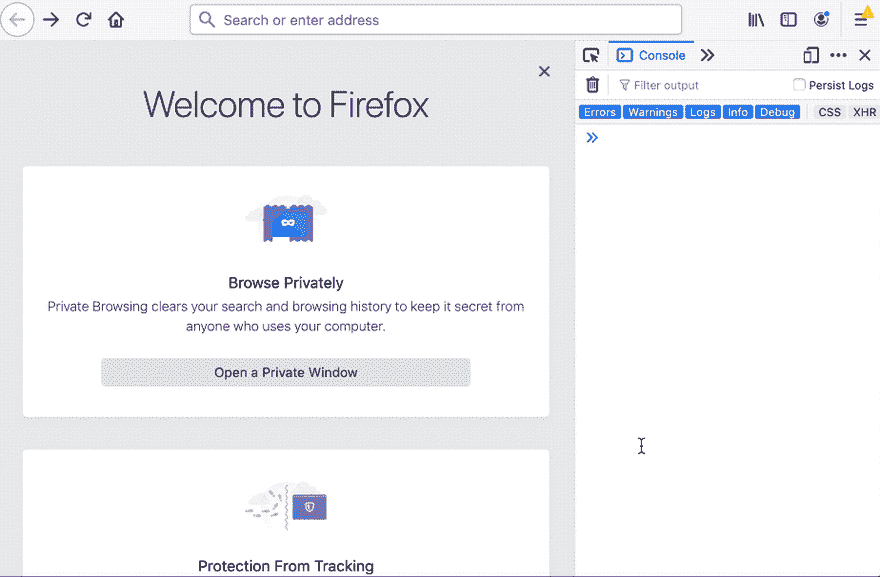 Search or enter address
Console
Filter output
Persist Logs
Errors Warnings Logs Info Debug CSS XHR
Welcome to Firefox
Browse Privately
Private Browsing clears your search and browsing history to keep it secret from
anyone who uses your computer.
Open a Private Window
Protection From Tracking